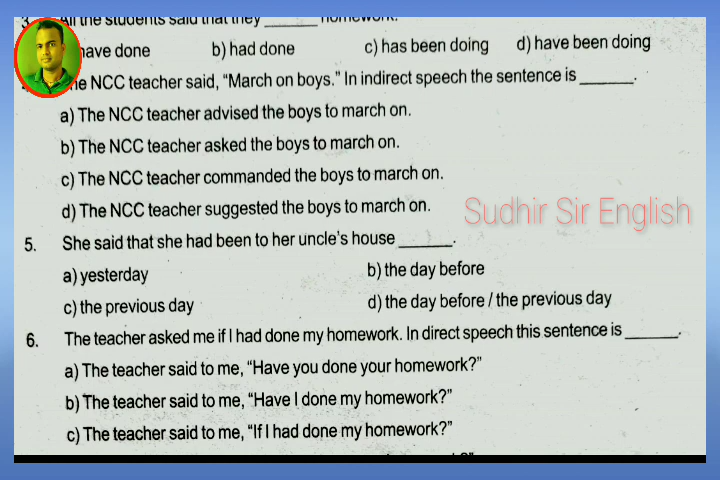 All the students said that they _______ homework.
have done b) had done c) has been doing d) have been doing
NCC teacher said, “March on boys.” In indirect speech the sentence is _______.
a) The NCC teacher advised the boys to march on.
b) The NCC teacher asked the boys to march on.
c) The NCC teacher commanded the boys to march on.
d) The NCC teacher suggested the boys to march on.
Sudhir Sir English
5. She said that she had been to her uncle's house _______.
a) yesterday b) the day before
c) the previous day d) the day before / the previous day
6. The teacher asked me if I had done my homework. In direct speech this sentence is _______.
a) The teacher said to me, “Have you done your homework?”
b) The teacher said to me, “Have I done my homework?”
c) The teacher said to me, “If I had done my homework?”